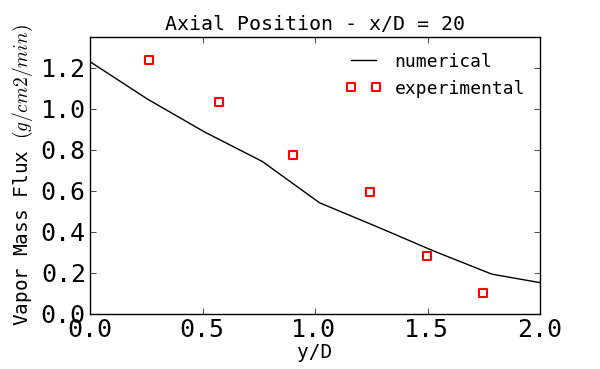 Axial Position - x/D = 20
Vapor Mass Flux (g/cm2/min)
numerical
experimental
1.2
1.0
0.8
0.6
0.4
0.2
0.0
0.0 0.5 1.0 1.5 2.0
y/D